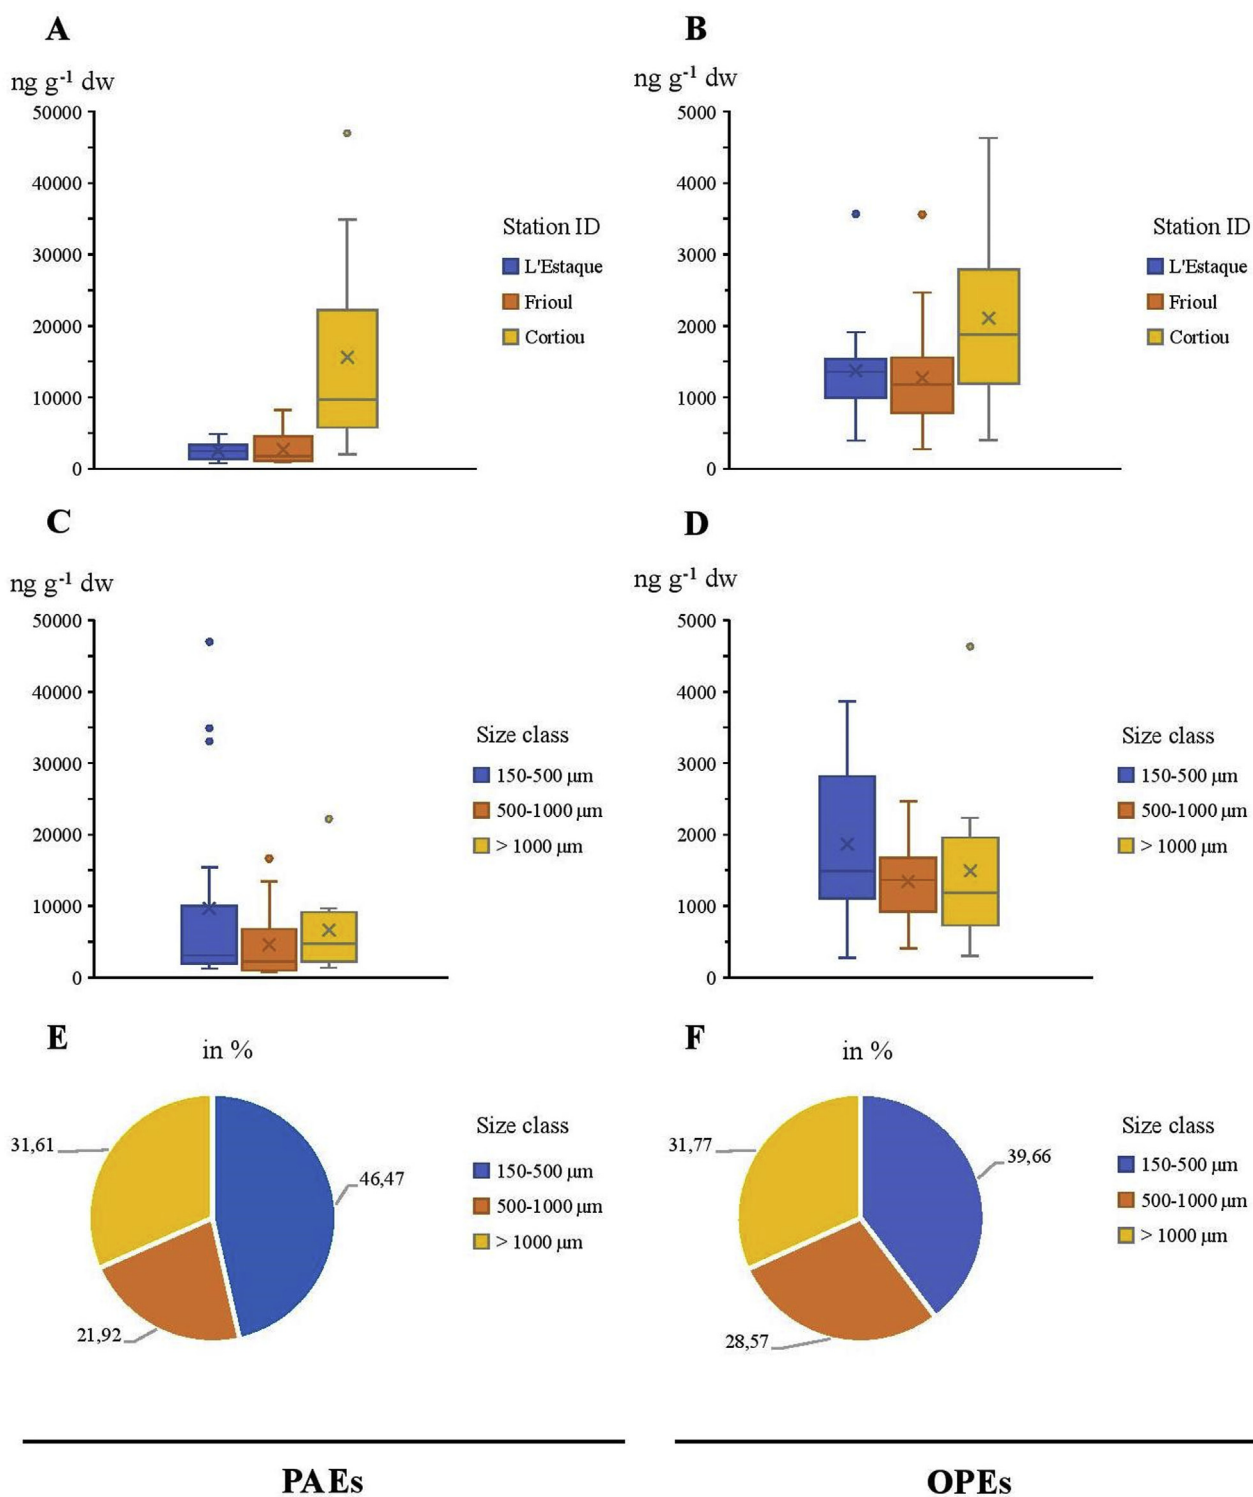 A
ng g⁻¹ dw
50000
40000
30000
20000
10000
0
Station ID
L'Estaque
Frioul
Cortiou
B
ng g⁻¹ dw
5000
4000
3000
2000
1000
0
Station ID
L'Estaque
Frioul
Cortiou
C
ng g⁻¹ dw
50000
40000
30000
20000
10000
0
Size class
150-500 µm
500-1000 µm
> 1000 µm
D
ng g⁻¹ dw
5000
4000
3000
2000
1000
0
Size class
150-500 µm
500-1000 µm
> 1000 µm
E
in %
31,61
46,47
21,92
Size class
150-500 µm
500-1000 µm
> 1000 µm
F
in %
31,77
39,66
28,57
Size class
150-500 µm
500-1000 µm
> 1000 µm
PAEs
OPEs